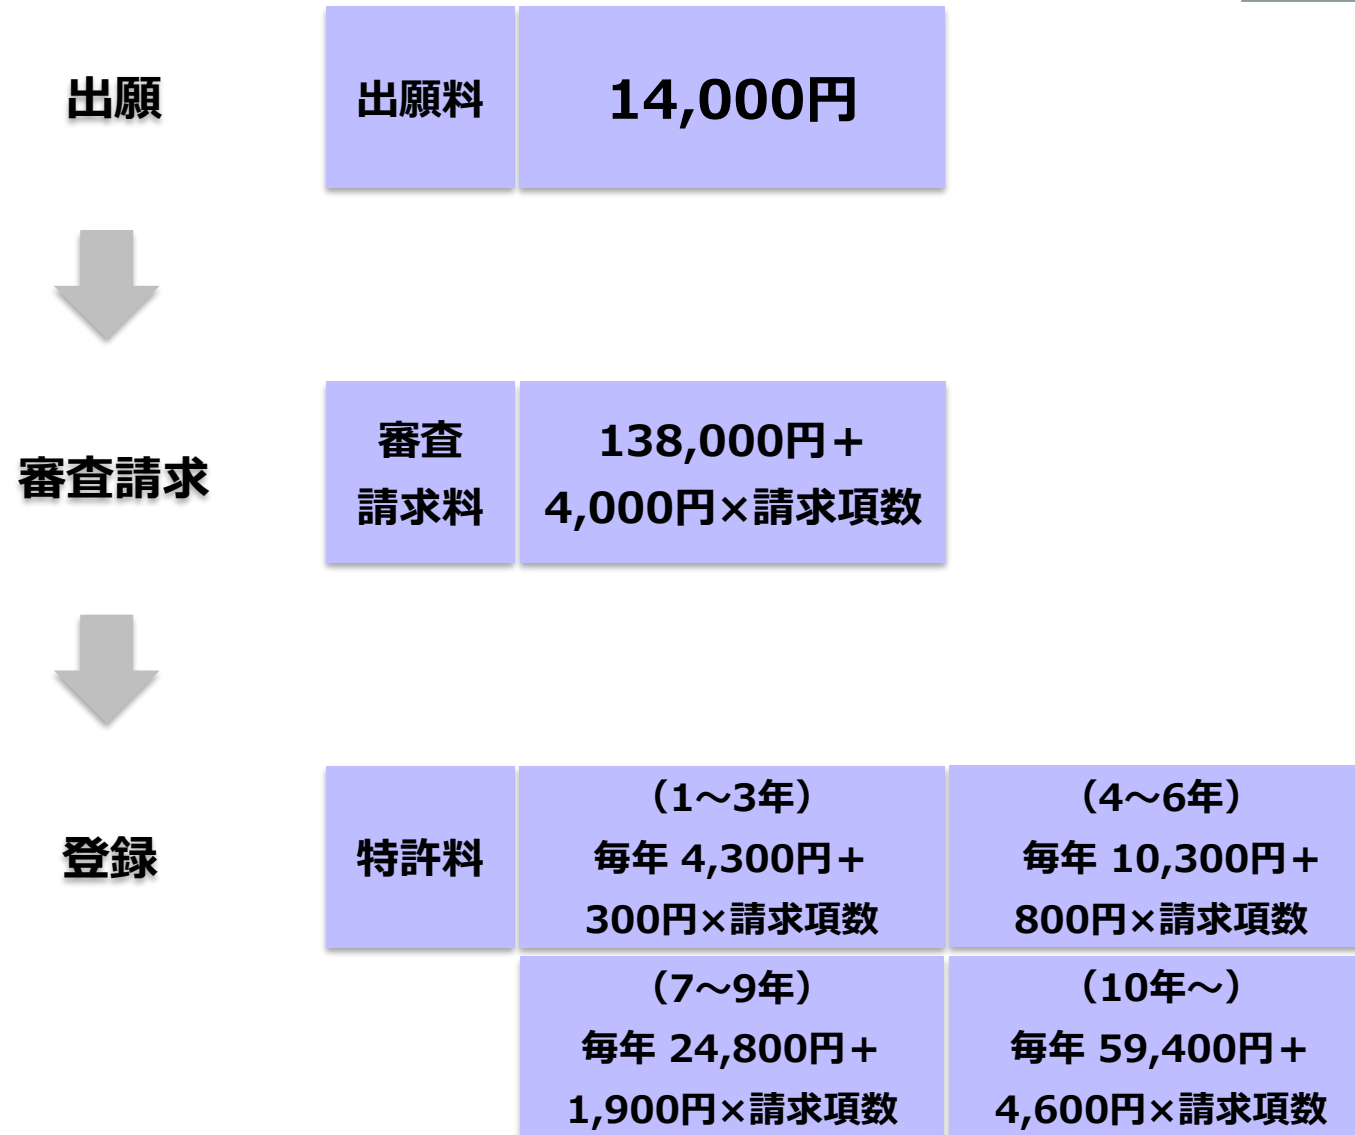 出願
出願料
14,000円
審査請求
審査
請求料
138,000円＋
4,000円×請求項数
登録
特許料
（1～3年）
毎年 4,300円＋
300円×請求項数
（4～6年）
毎年 10,300円＋
800円×請求項数
（7～9年）
毎年 24,800円＋
1,900円×請求項数
（10年～）
毎年 59,400円＋
4,600円×請求項数